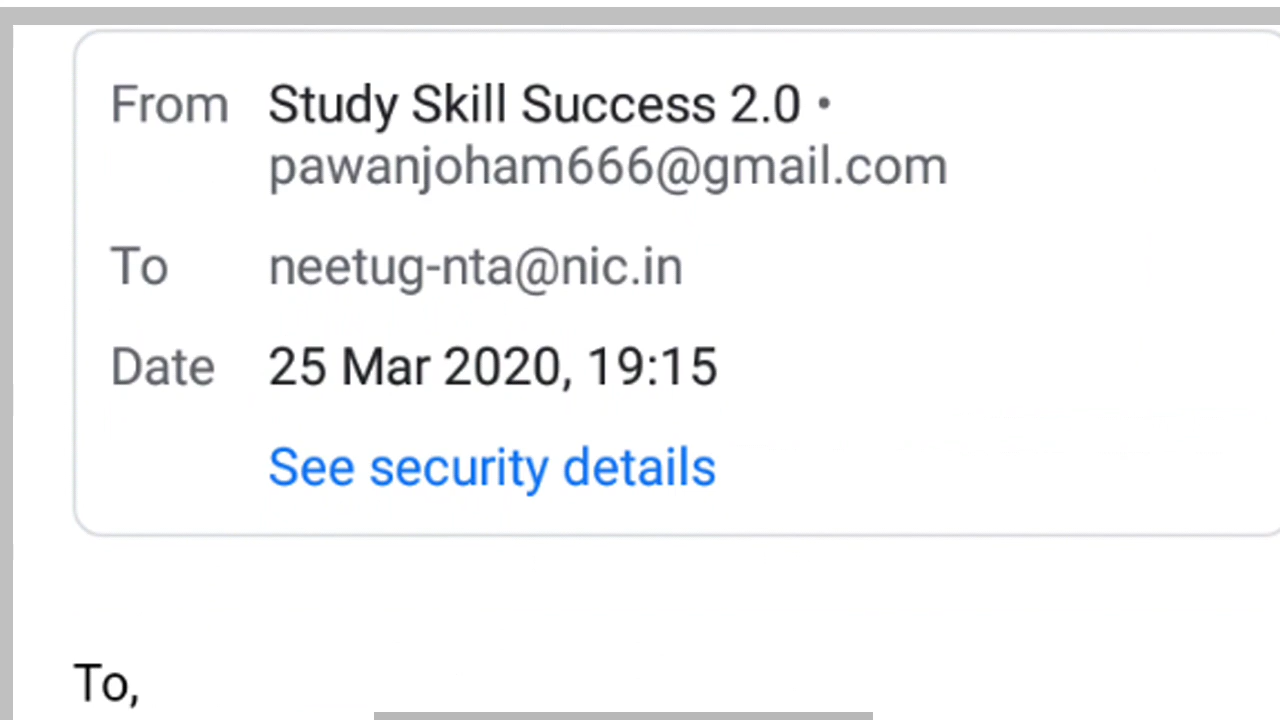 From Study Skill Success 2.0 •
pawanjoham666@gmail.com
To neetug-nta@nic.in
Date 25 Mar 2020, 19:15
See security details
To,